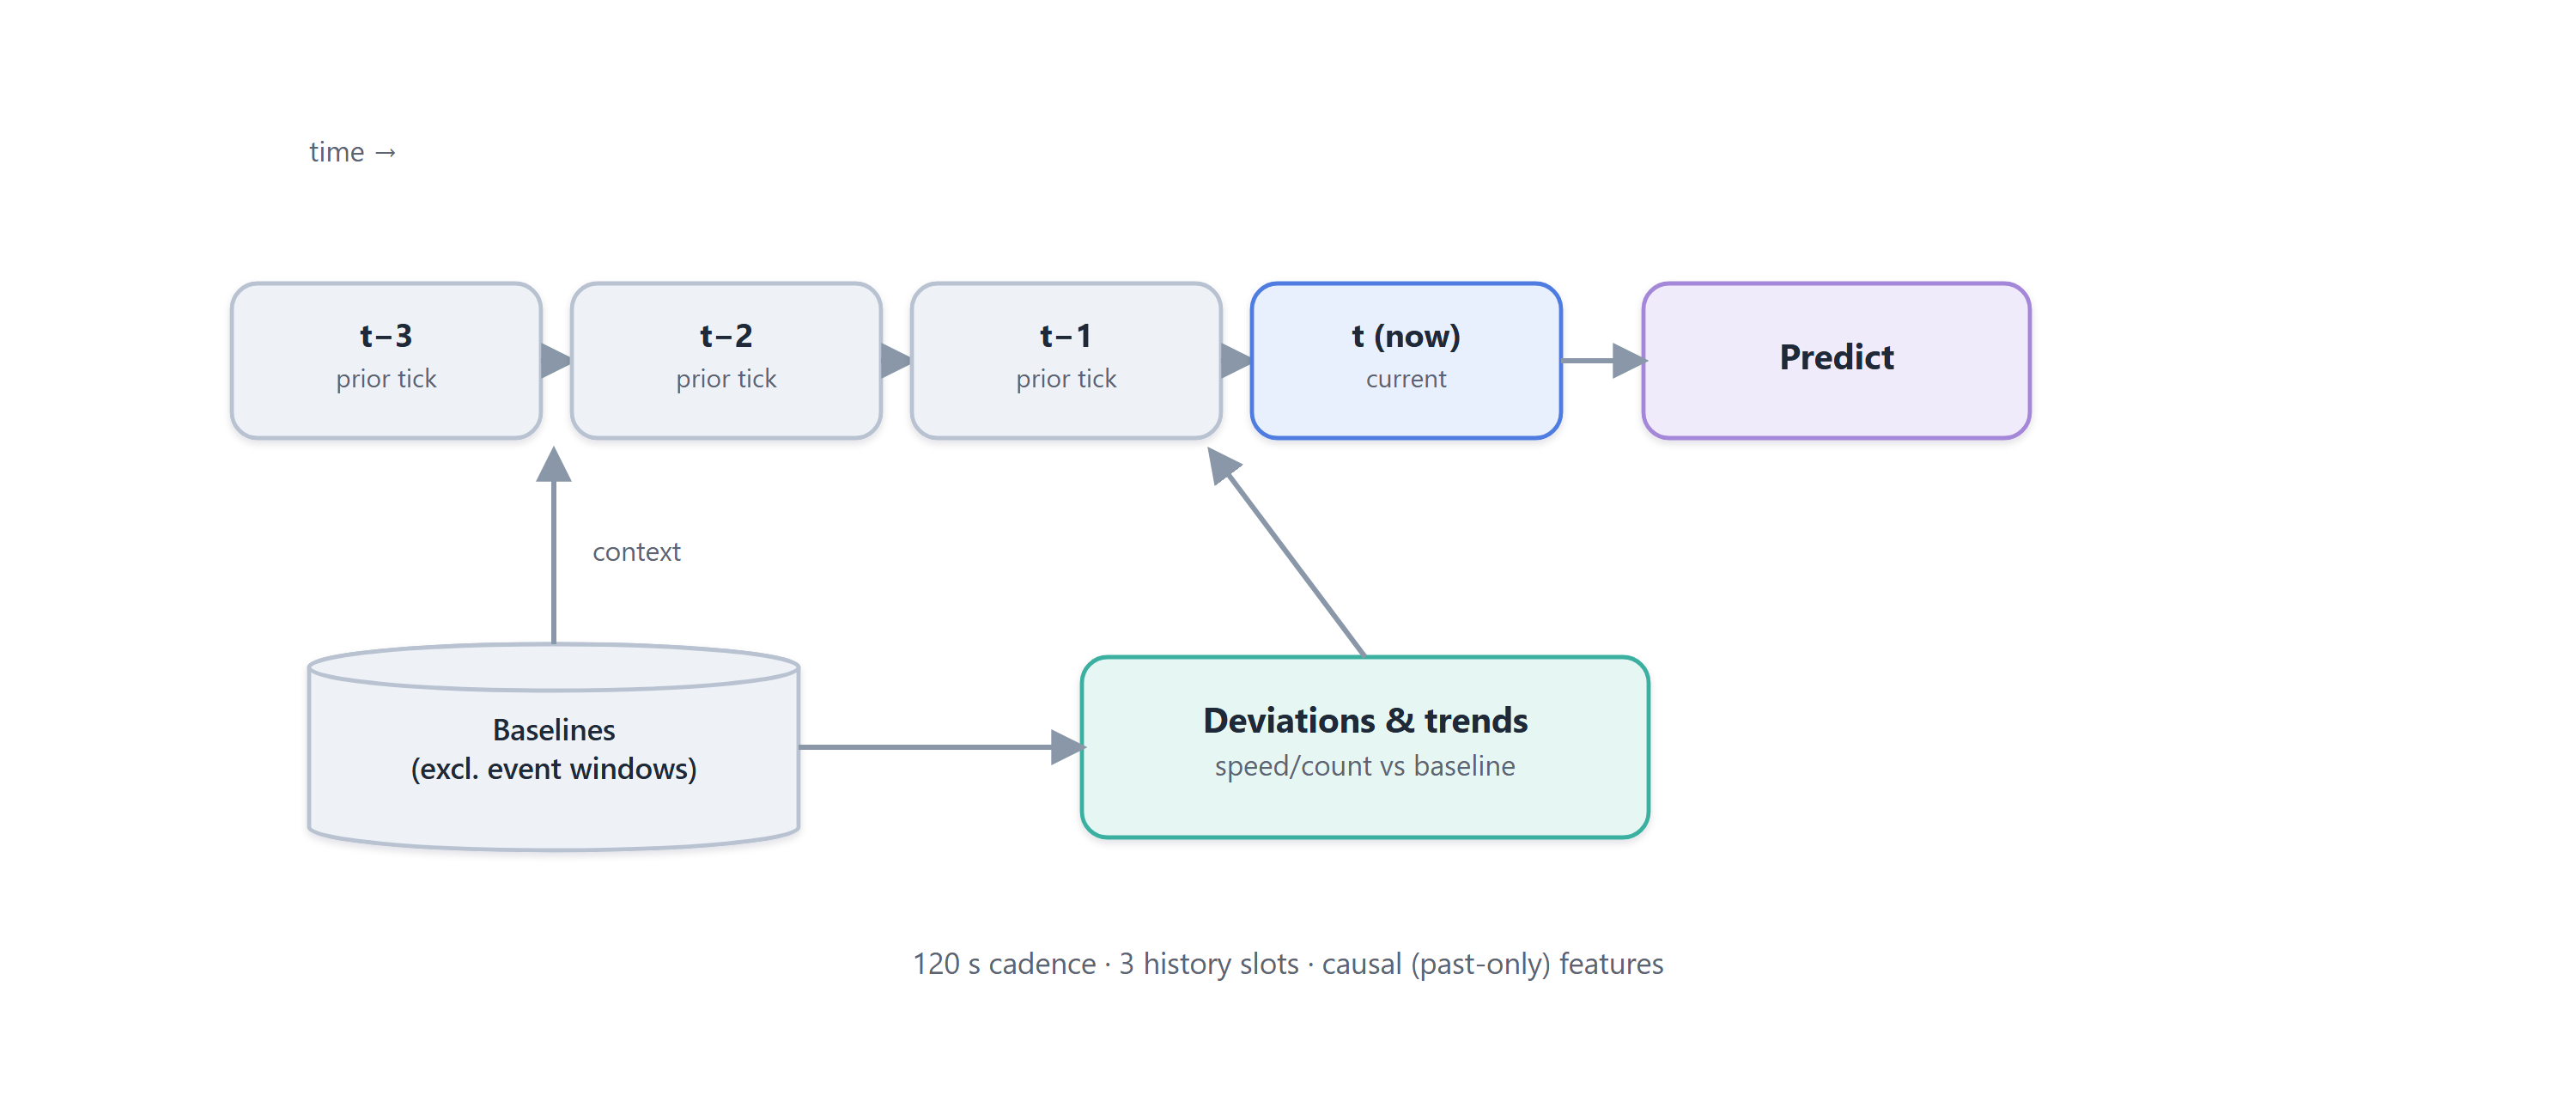 time →
t−3
prior tick
t−2
prior tick
t−1
prior tick
t (now)
current
Predict
context
Baselines
(excl. event windows)
Deviations & trends
speed/count vs baseline
120 s cadence · 3 history slots · causal (past-only) features